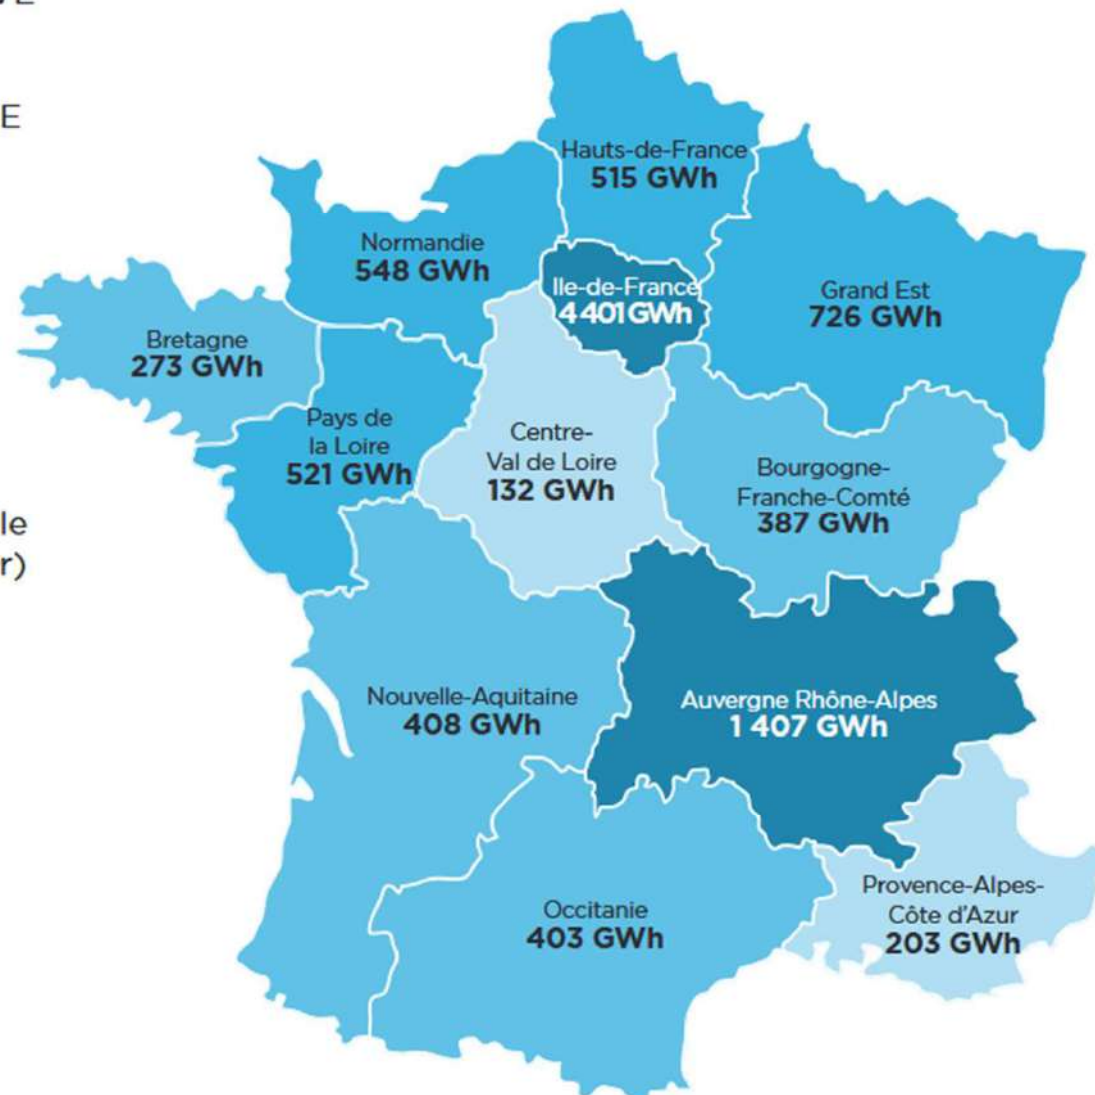 E
Hauts-de-France
515 GWh
Normandie
548 GWh
Ile-de-France
4 401 GWh
Grand Est
726 GWh
Bretagne
273 GWh
Pays de
la Loire
521 GWh
Centre-
Val de Loire
132 GWh
Bourgogne-
Franche-Comté
387 GWh
le
r)
Nouvelle-Aquitaine
408 GWh
Auvergne Rhône-Alpes
1 407 GWh
Occitanie
403 GWh
Provence-Alpes-
Côte d'Azur
203 GWh